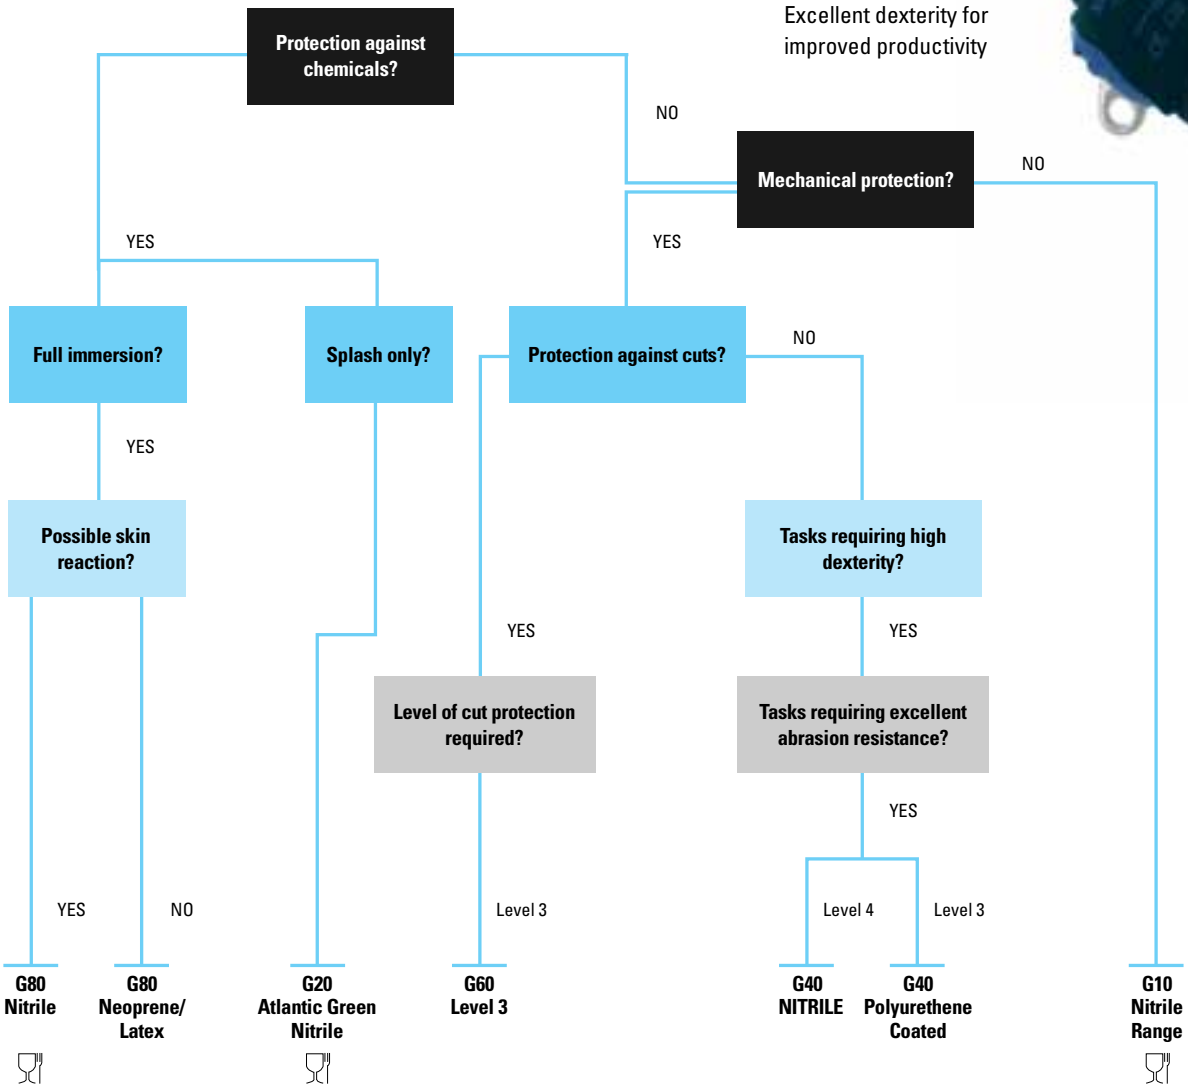 Excellent dexterity for
improved productivity
Protection against
chemicals?
NO
Mechanical protection?
NO
YES
YES
Full immersion?
Splash only?
Protection against cuts?
NO
YES
Possible skin
reaction?
Tasks requiring high
dexterity?
YES
YES
Level of cut protection
required?
Tasks requiring excellent
abrasion resistance?
YES
YES
NO
Level 3
Level 4
Level 3
G80
Nitrile
G80
Neoprene/
Latex
G20
Atlantic Green
Nitrile
G60
Level 3
G40
NITRILE
G40
Polyurethene
Coated
G10
Nitrile
Range